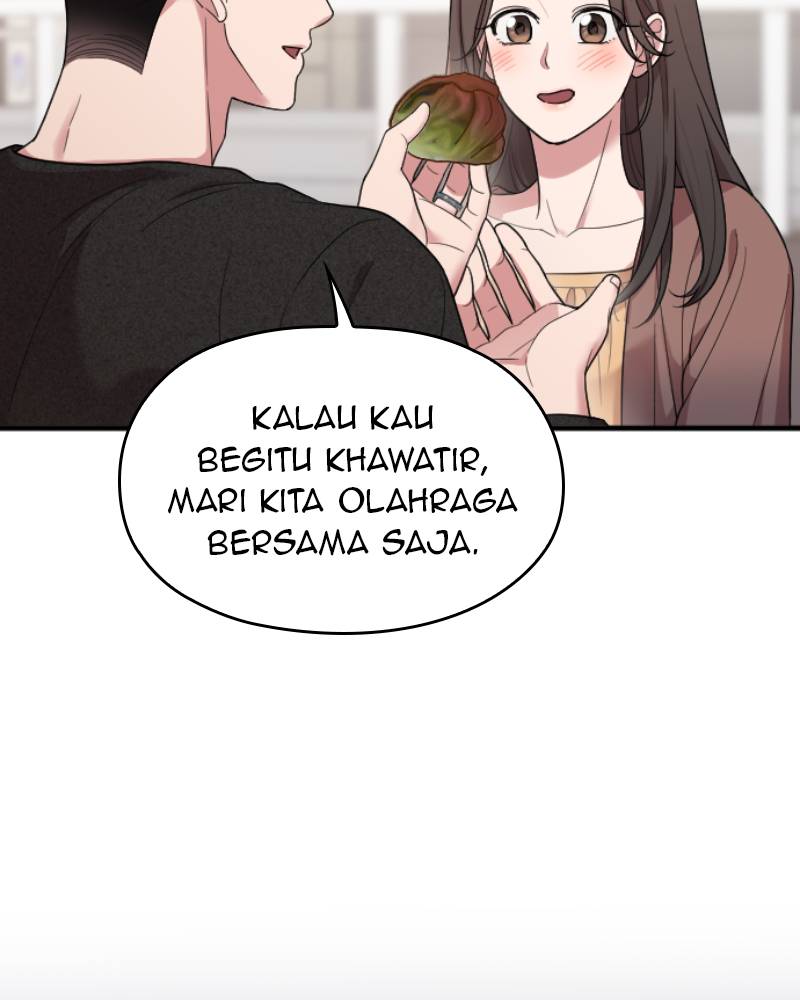 KALAU KAU
BEGITU KHAWATIR,
MARI KITA OLAHRAGA
BERSAMA SAJA.